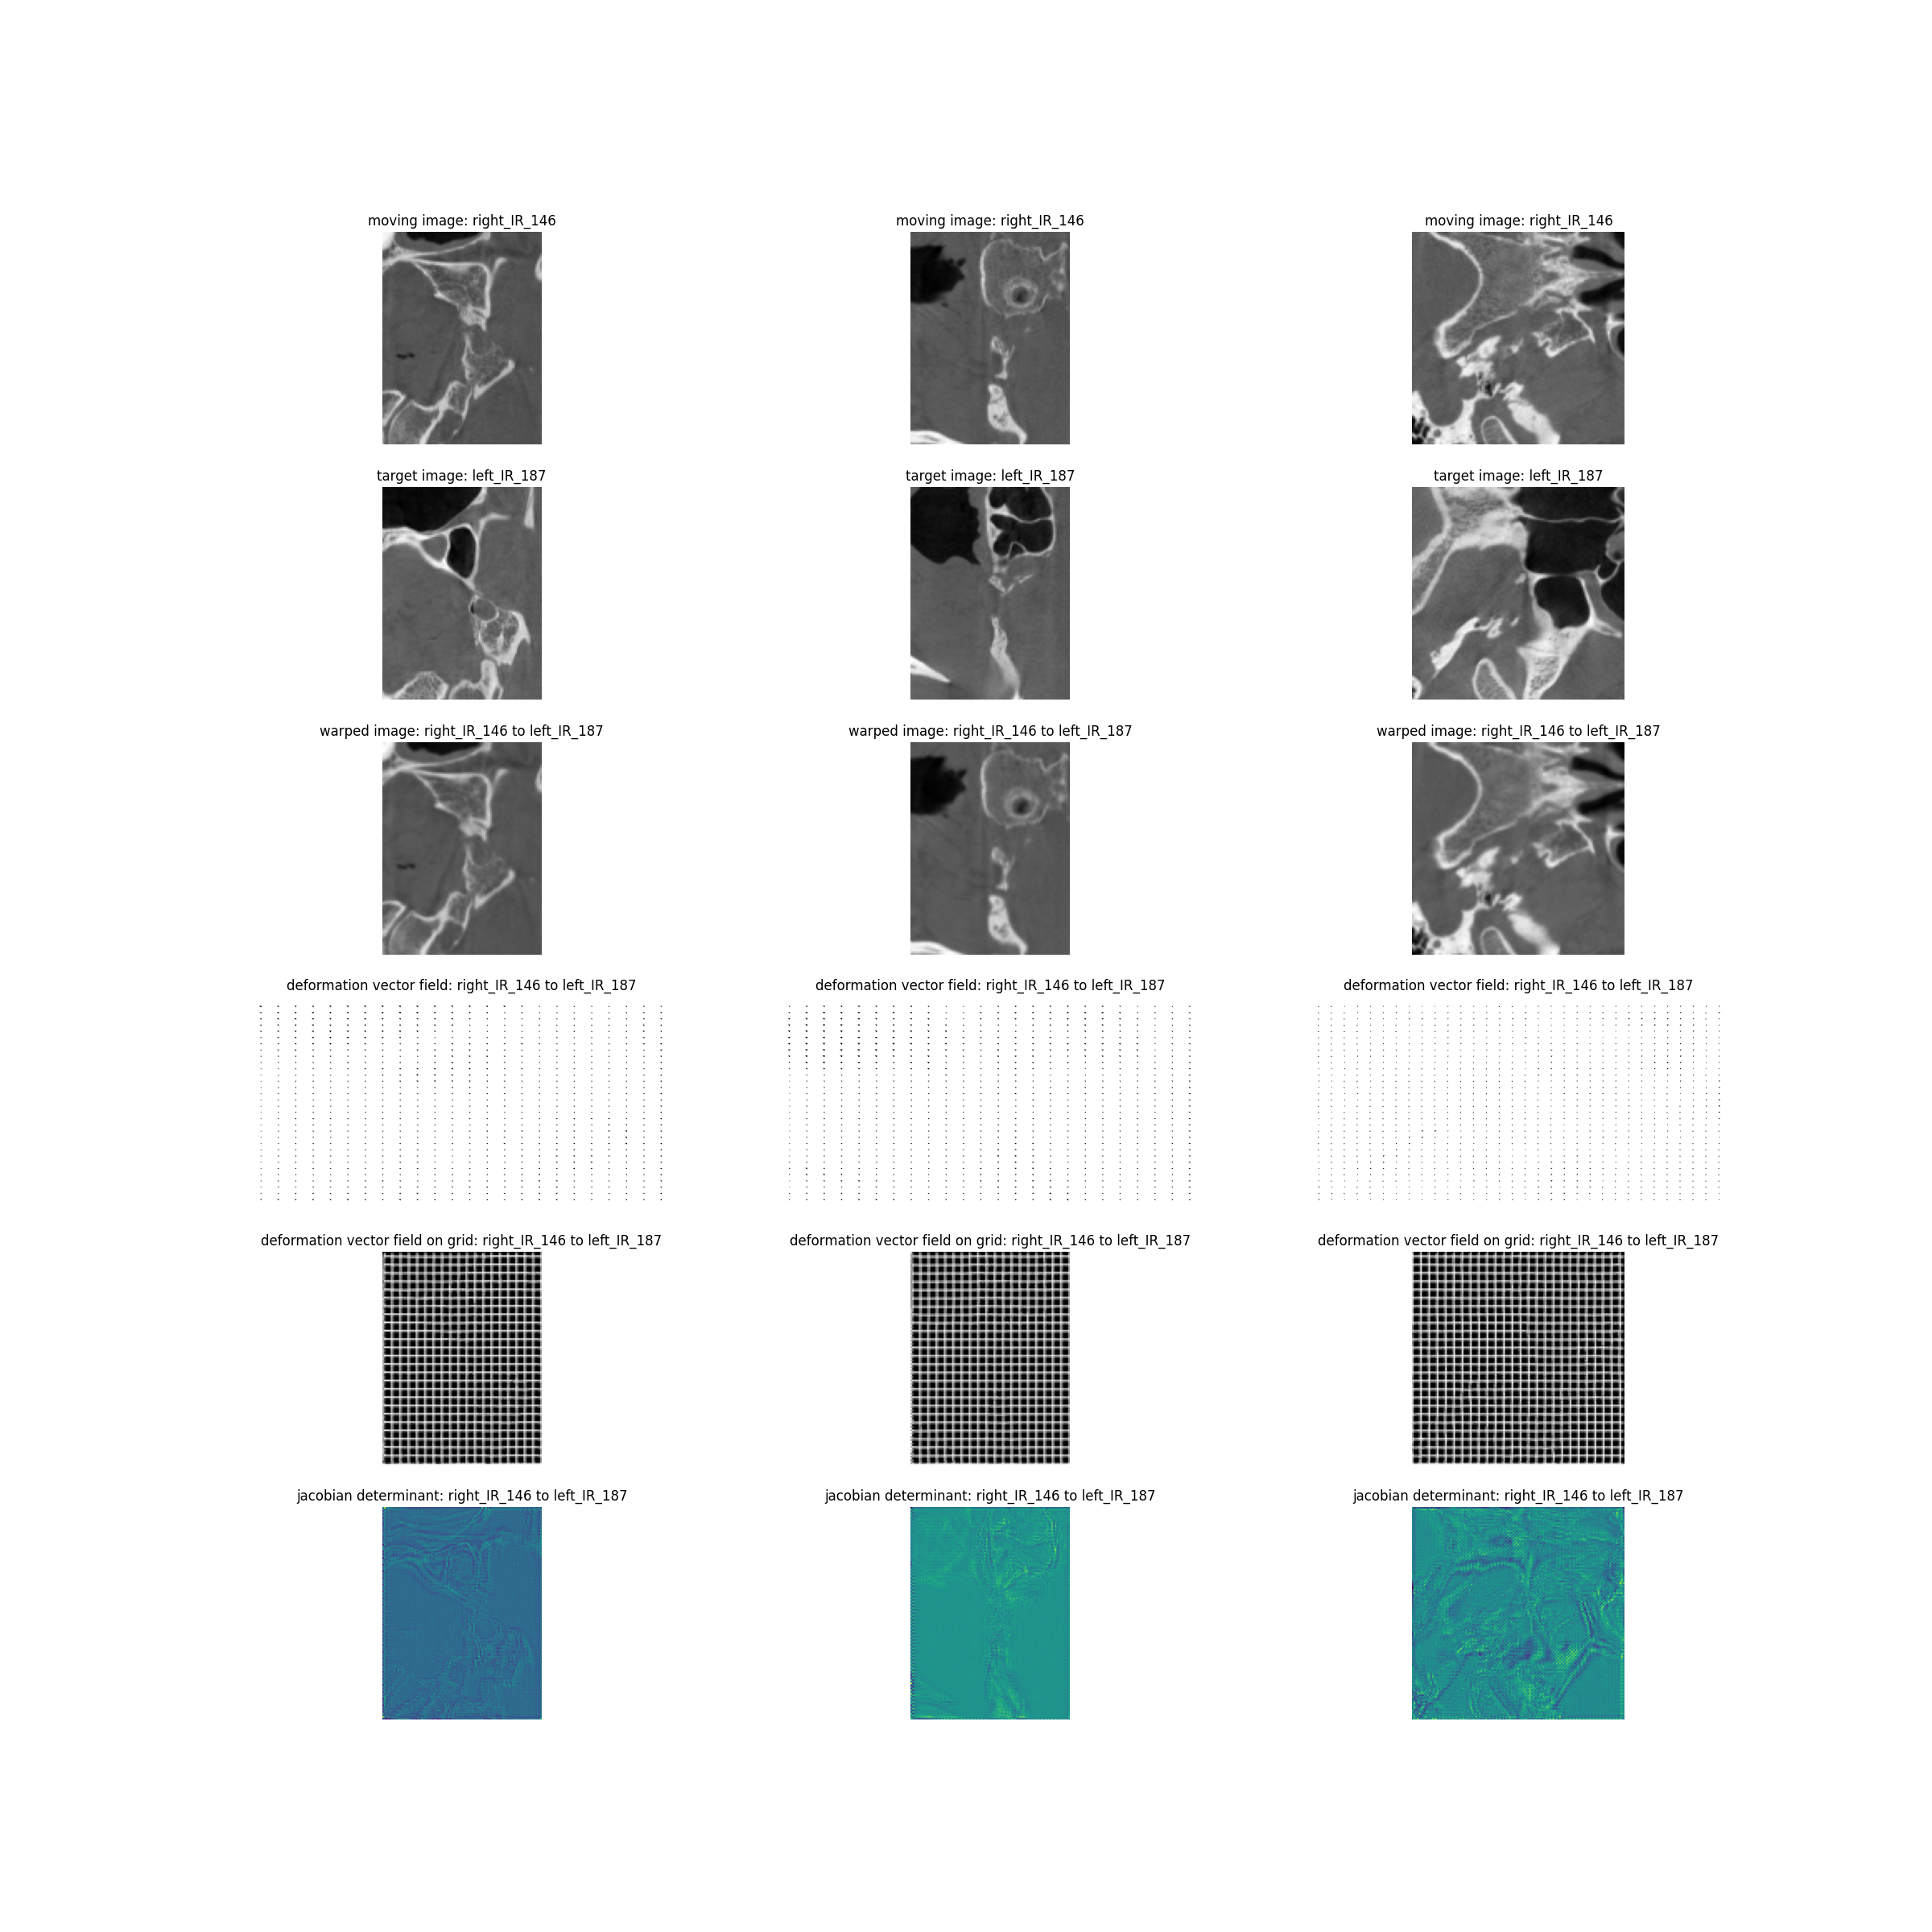 moving image: right_IR_146 moving image: right_IR_146 moving image: right_IR_146
target image: left_IR_187 target image: left_IR_187 target image: left_IR_187
warped image: right_IR_146 to left_IR_187 warped image: right_IR_146 to left_IR_187 warped image: right_IR_146 to left_IR_187
deformation vector field: right_IR_146 to left_IR_187 deformation vector field: right_IR_146 to left_IR_187 deformation vector field: right_IR_146 to left_IR_187
deformation vector field on grid: right_IR_146 to left_IR_187 deformation vector field on grid: right_IR_146 to left_IR_187 deformation vector field on grid: right_IR_146 to left_IR_187
jacobian determinant: right_IR_146 to left_IR_187 jacobian determinant: right_IR_146 to left_IR_187 jacobian determinant: right_IR_146 to left_IR_187